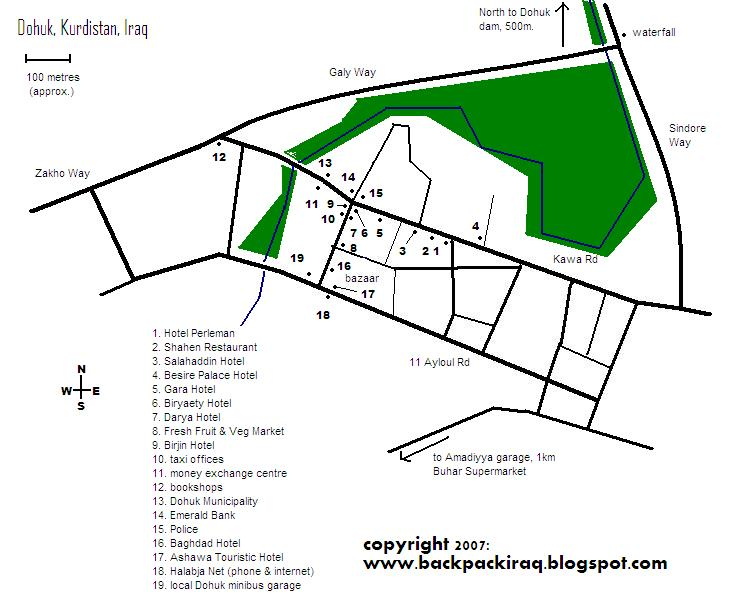 Dohuk, Kurdistan, Iraq
100 metres
(approx.)
North to Dohuk
dam, 500m.
waterfall
Galy Way
Sindore
Way
Zakho Way
12
13
14
15
11
9
10
7
6
5
4
3
2
1
8
Kawa Rd
19
16
bazaar
17
18
11 Ayloul Rd
N
W
E
S
1. Hotel Perleman
2. Shahen Restaurant
3. Salahaddin Hotel
4. Besire Palace Hotel
5. Gara Hotel
6. Biryaety Hotel
7. Darya Hotel
8. Fresh Fruit & Veg Market
9. Birjin Hotel
10. taxi offices
11. money exchange centre
12. bookshops
13. Dohuk Municipality
14. Emerald Bank
15. Police
16. Baghdad Hotel
17. Ashawa Touristic Hotel
18. Halabja Net (phone & internet)
19. local Dohuk minibus garage
to Amadiyya garage, 1km
Buhar Supermarket
copyright 2007:
www.backpackiraq.blogspot.com